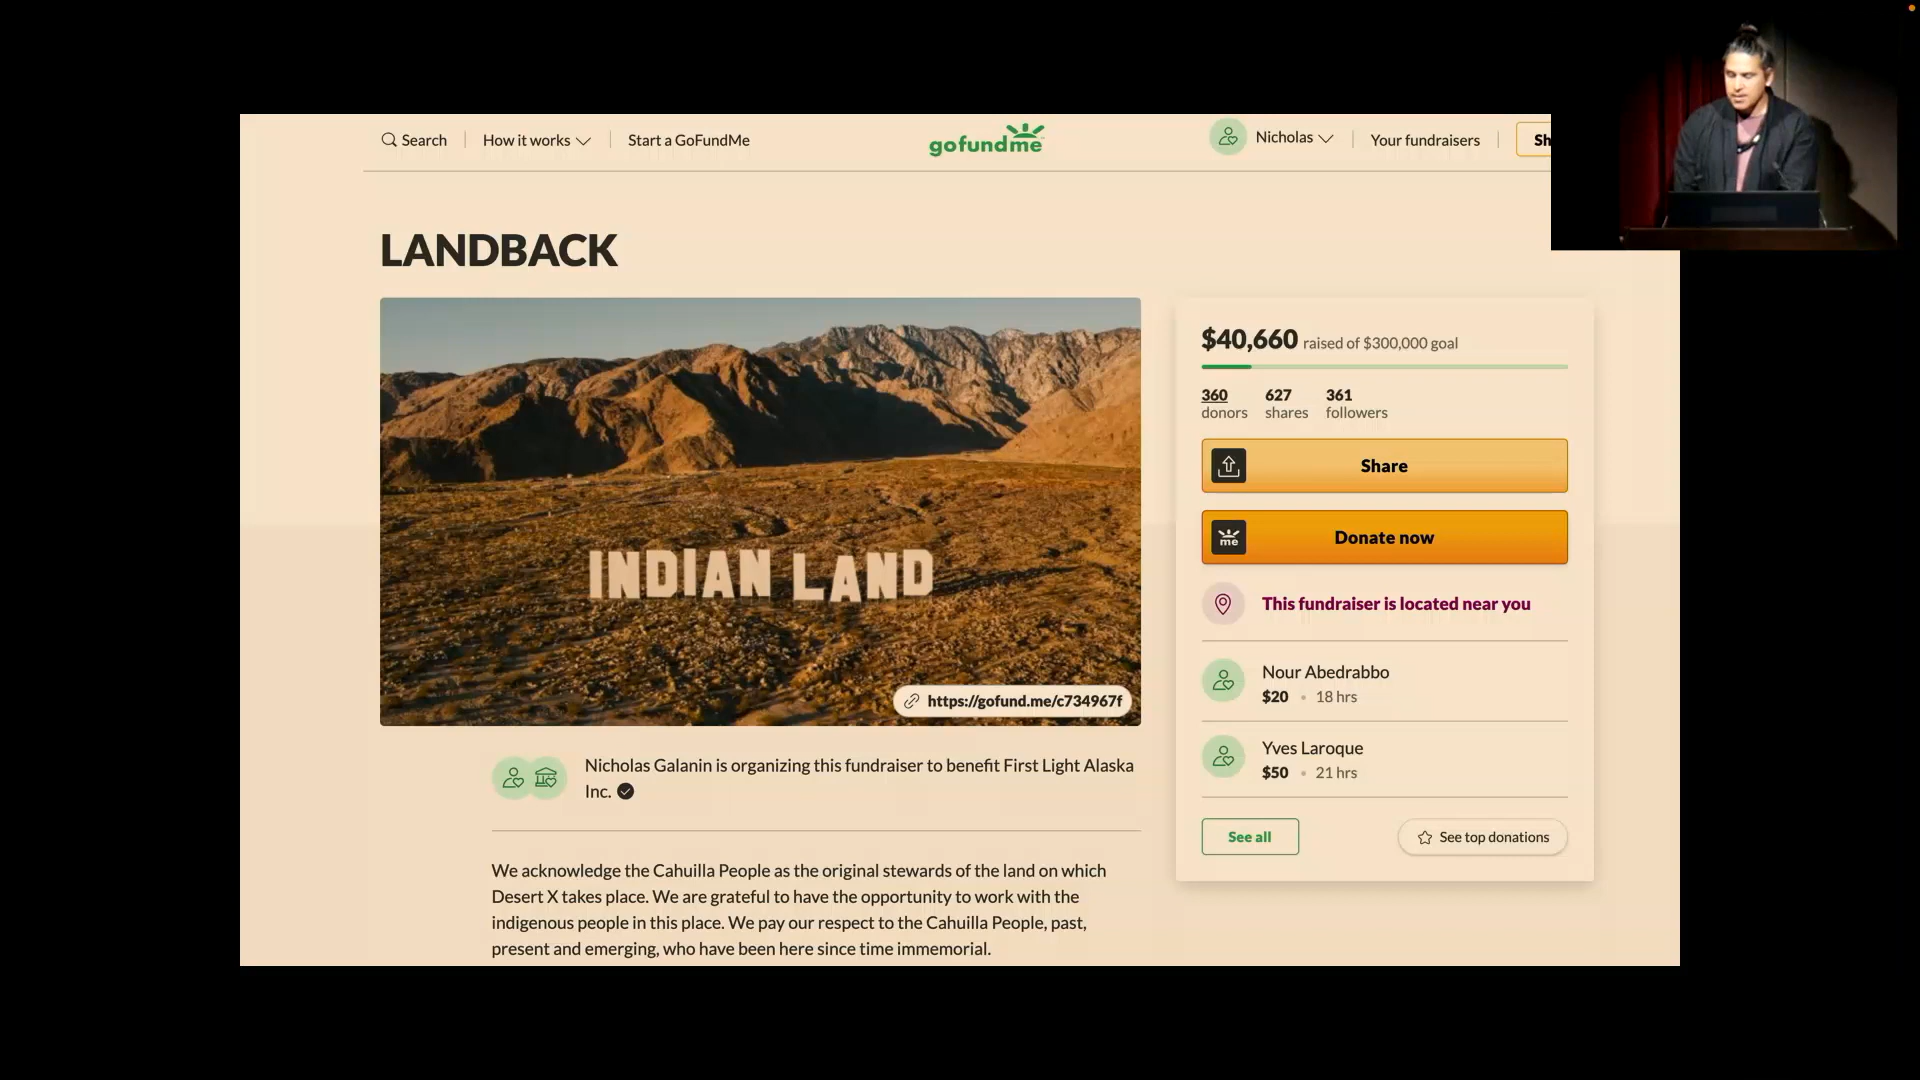 Search
How it works
Start a GoFundMe
gofundme
Nicholas
Your fundraisers
LANDBACK
INDIAN LAND
https://gofund.me/c734967f
Nicholas Galanin is organizing this fundraiser to benefit First Light Alaska
Inc.
We acknowledge the Cahuilla People as the original stewards of the land on which
Desert X takes place. We are grateful to have the opportunity to work with the
indigenous people in this place. We pay our respect to the Cahuilla People, past,
present and emerging, who have been here since time immemorial.
$40,660 raised of $300,000 goal
360 627 361
donors shares followers
Share
me Donate now
This fundraiser is located near you
Nour Abedrabbo
$20 • 18 hrs
Yves Laroque
$50 • 21 hrs
See all
See top donations